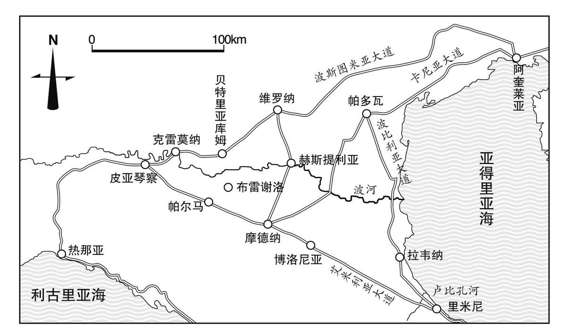 N
0
100km
波斯图米亚大道
卡尼亚大道
阿奎莱亚
贝特里亚库姆
维罗纳
帕多瓦
克雷莫纳
波比利亚大道
赫斯提利亚
皮亚琴察
布雷谢洛
波河
亚得里亚海
帕尔马
摩德纳
热那亚
博洛尼亚
拉韦纳
艾米利亚大道
卢比孔河
利古里亚海
里米尼